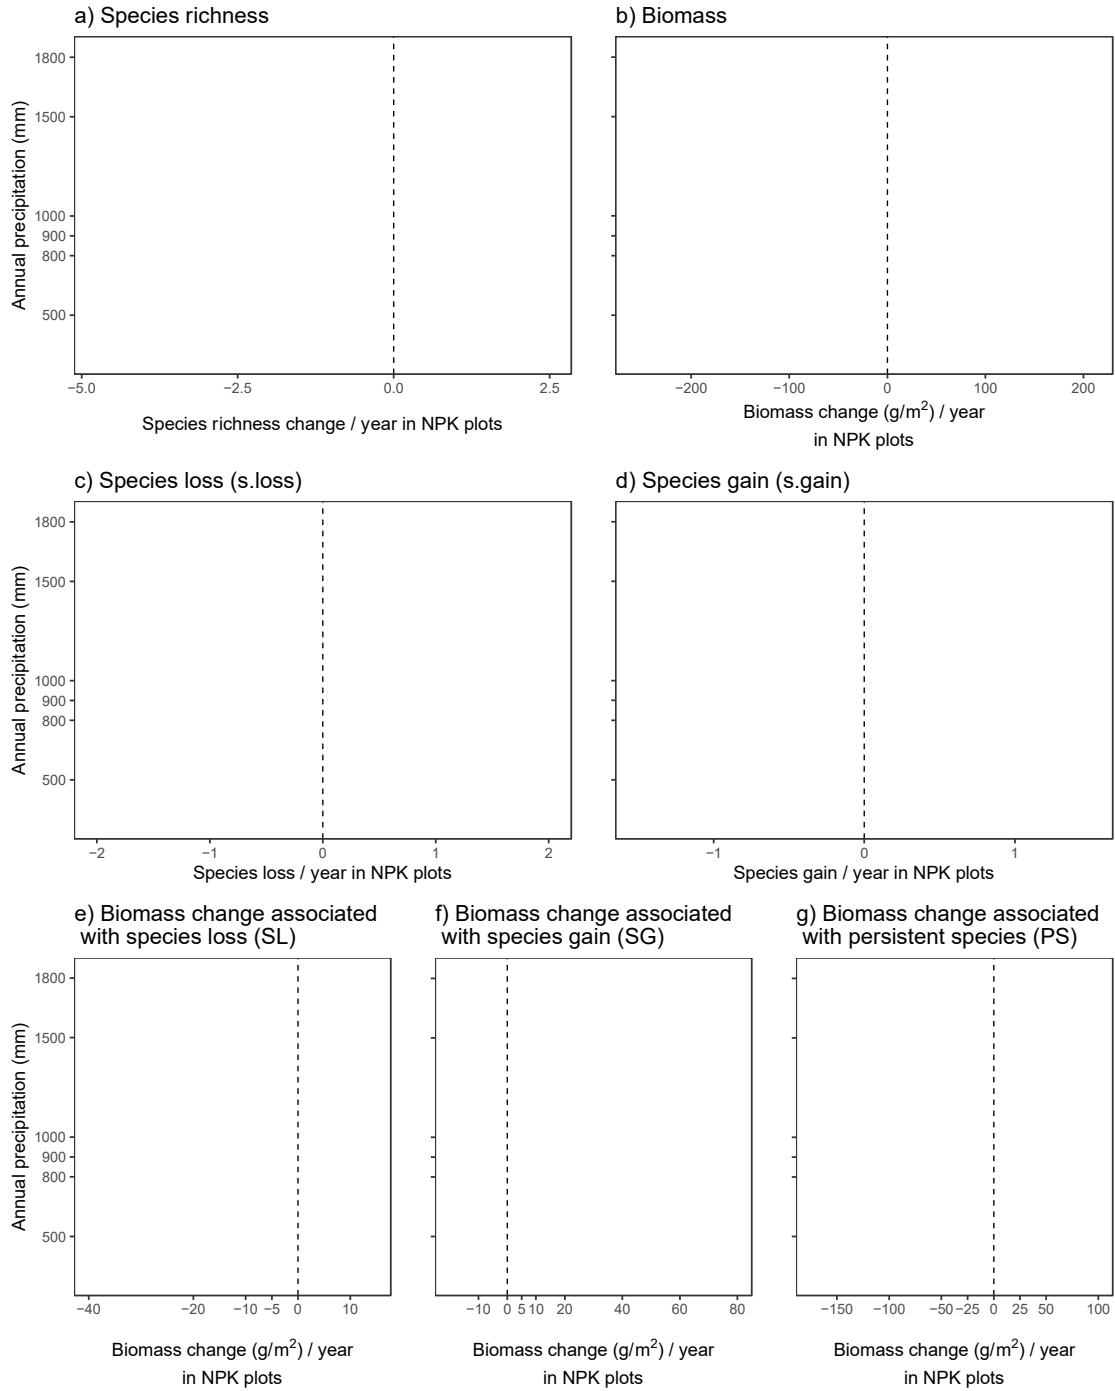 a) Species richness
b) Biomass
Annual precipitation (mm)
1800
1500
1000
900
800
500
−5.0 −2.5 0.0 2.5
Species richness change / year in NPK plots
−200 −100 0 100 200
Biomass change (g/m²) / year
in NPK plots
c) Species loss (s.loss)
d) Species gain (s.gain)
Annual precipitation (mm)
1800
1500
1000
900
800
500
−2 −1 0 1 2
Species loss / year in NPK plots
−1 0 1
Species gain / year in NPK plots
e) Biomass change associated
with species loss (SL)
f) Biomass change associated
with species gain (SG)
g) Biomass change associated
with persistent species (PS)
Annual precipitation (mm)
1800
1500
1000
900
800
500
−40 −20 −10 −5 0 10
Biomass change (g/m²) / year
in NPK plots
−10 0 5 10 20 40 60 80
Biomass change (g/m²) / year
in NPK plots
−150 −100 −50 −25 0 25 50 100
Biomass change (g/m²) / year
in NPK plots